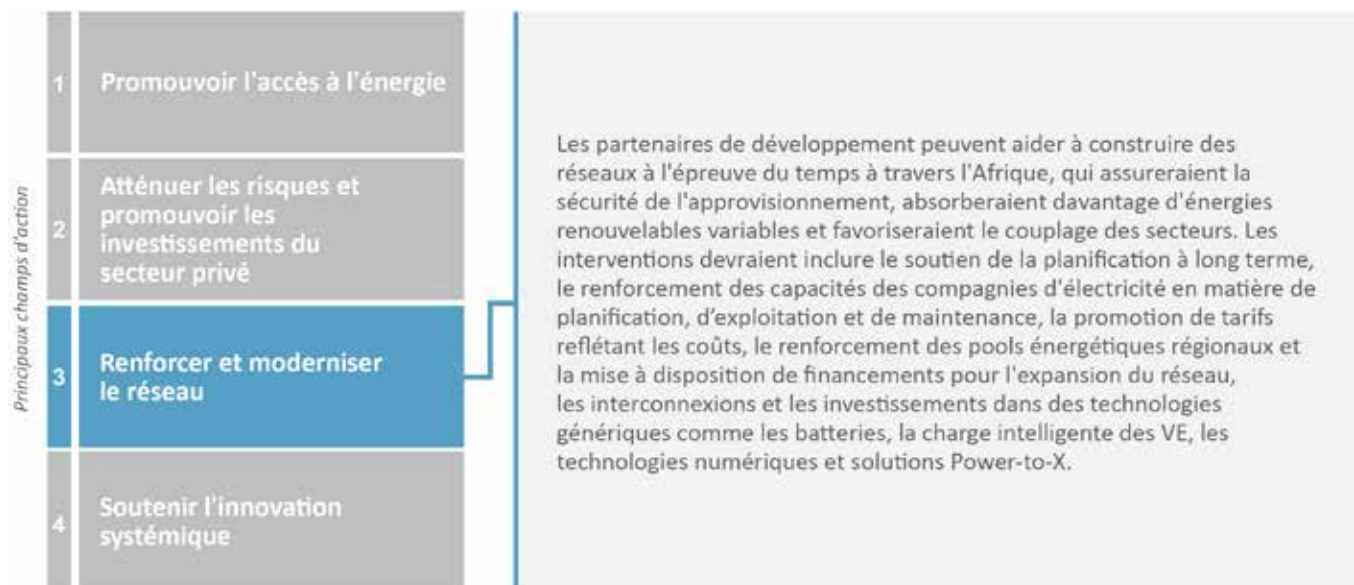 Principaux champs d'action
1
Promouvoir l'accès à l'énergie
2
Atténuer les risques et
promouvoir les
investissements du
secteur privé
3
Renforcer et moderniser
le réseau
4
Soutenir l'innovation
systémique
Les partenaires de développement peuvent aider à construire des
réseaux à l'épreuve du temps à travers l'Afrique, qui assureraient la
sécurité de l'approvisionnement, absorberaient davantage d'énergies
renouvelables variables et favoriseraient le couplage des secteurs. Les
interventions devraient inclure le soutien de la planification à long terme,
le renforcement des capacités des compagnies d'électricité en matière de
planification, d’exploitation et de maintenance, la promotion de tarifs
reflétant les coûts, le renforcement des pools énergétiques régionaux et
la mise à disposition de financements pour l'expansion du réseau,
les interconnexions et les investissements dans des technologies
génériques comme les batteries, la charge intelligente des VE, les
technologies numériques et solutions Power-to-X.